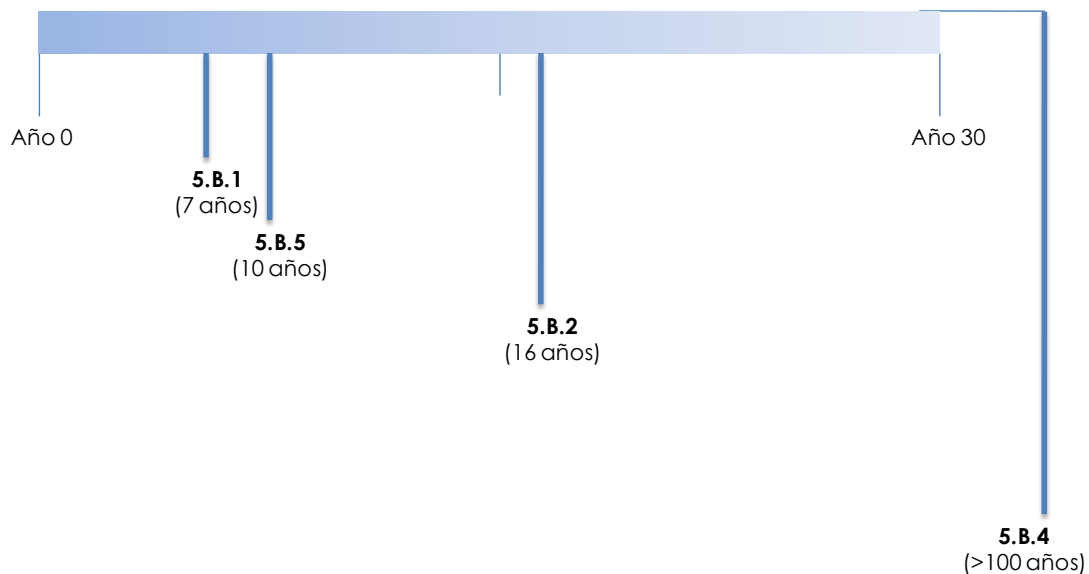 Año 0
Año 30
5.B.1
(7 años)
5.B.5
(10 años)
5.B.2
(16 años)
5.B.4
(>100 años)